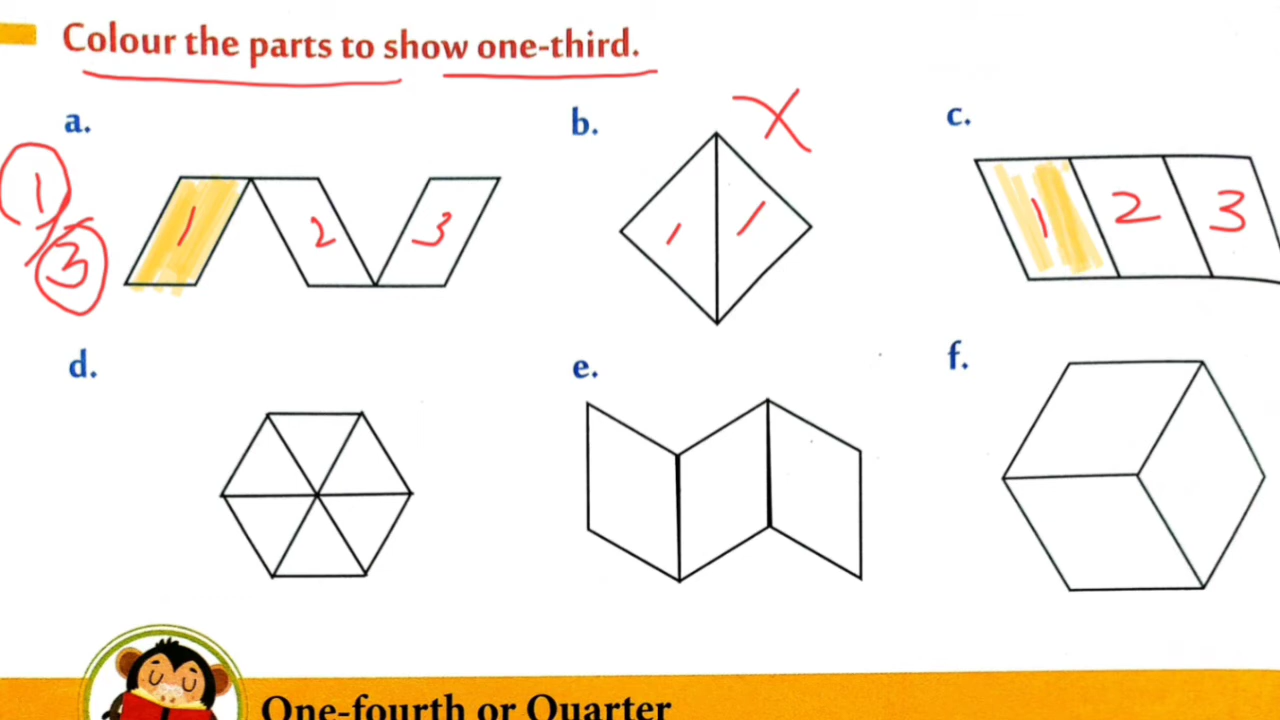 Colour the parts to show one-third.
a. b. c.
1/3
1 2 3
1 1
1 2 3
d. e. f.
One-fourth or Quarter